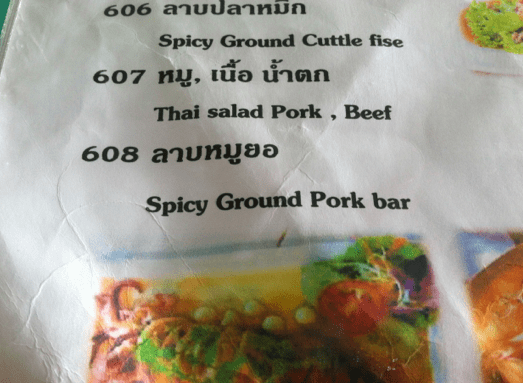 606 ลาบปลาหมึก
Spicy Ground Cuttle fise
607 หมู, เนื้อ น้ำตก
Thai salad Pork , Beef
608 ลาบหมูยอ
Spicy Ground Pork bar